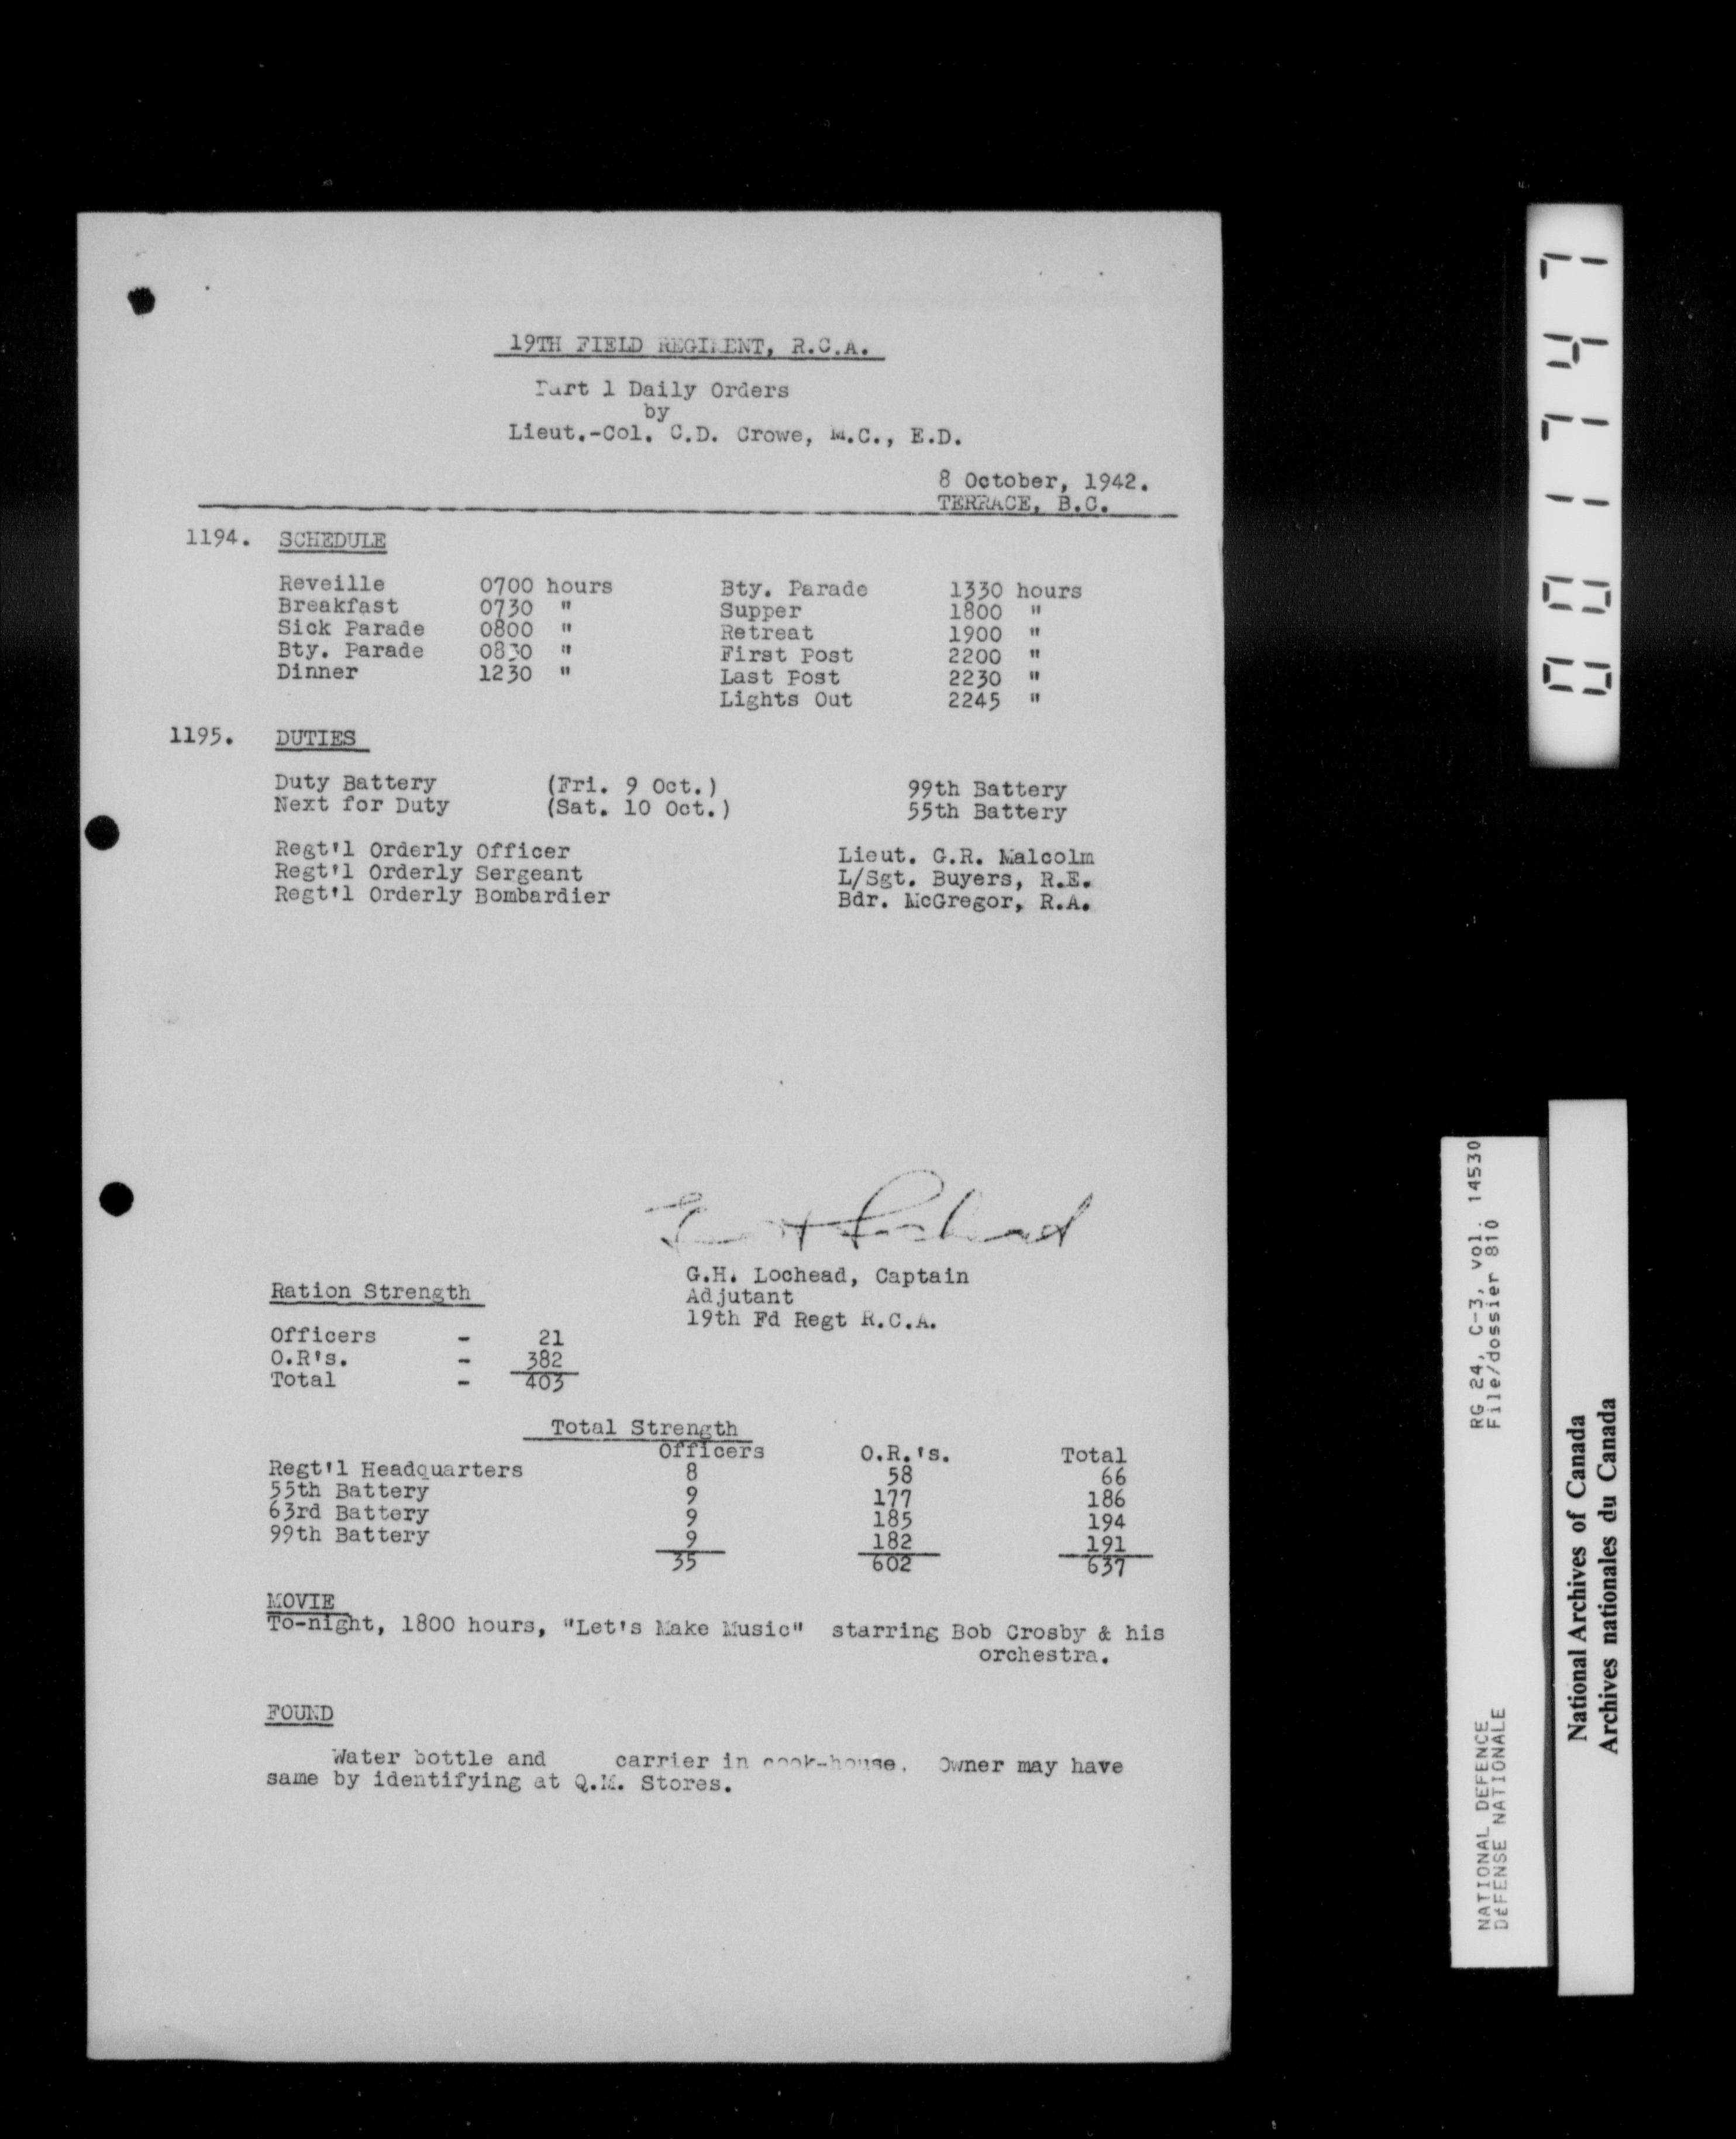 19TH FIELD REGIMENT, R.C.A.
Part 1 Daily Orders
by
Lieut.-Col. C.D. Crowe, M.C., E.D.
8 October, 1942.
TERRACE, B.C.
1194. SCHEDULE
Reveille 0700 hours Bty. Parade 1330 hours
Breakfast 0730 " Supper 1800 "
Sick Parade 0800 " Retreat 1900 "
Bty. Parade 0830 " First Post 2200 "
Dinner 1230 " Last Post 2230 "
Lights Out 2245 "
1195. DUTIES
Duty Battery (Fri. 9 Oct.) 99th Battery
Next for Duty (Sat. 10 Oct.) 55th Battery
Regt'l Orderly Officer Lieut. G.R. Malcolm
Regt'l Orderly Sergeant L/Sgt. Buyers, R.E.
Regt'l Orderly Bombardier Bdr. McGregor, R.A.
G.H. Lochead, Captain
Adjutant
19th Fd Regt R.C.A.
Ration Strength
Officers - 21
O.R's. - 382
Total - 403
Total Strength
Officers O.R.'s. Total
Regt'l Headquarters 8 58 66
55th Battery 9 177 186
63rd Battery 9 185 194
99th Battery 9 182 191
35 602 637
MOVIE
To-night, 1800 hours, "Let's Make Music" starring Bob Crosby & his
orchestra.
FOUND
Water bottle and carrier in cook-house. Owner may have
same by identifying at Q.M. Stores.
001747
RG 24, C-3, vol. 14530
File/dossier 810
NATIONAL DEFENCE
DÉFENSE NATIONALE
National Archives of Canada
Archives nationales du Canada